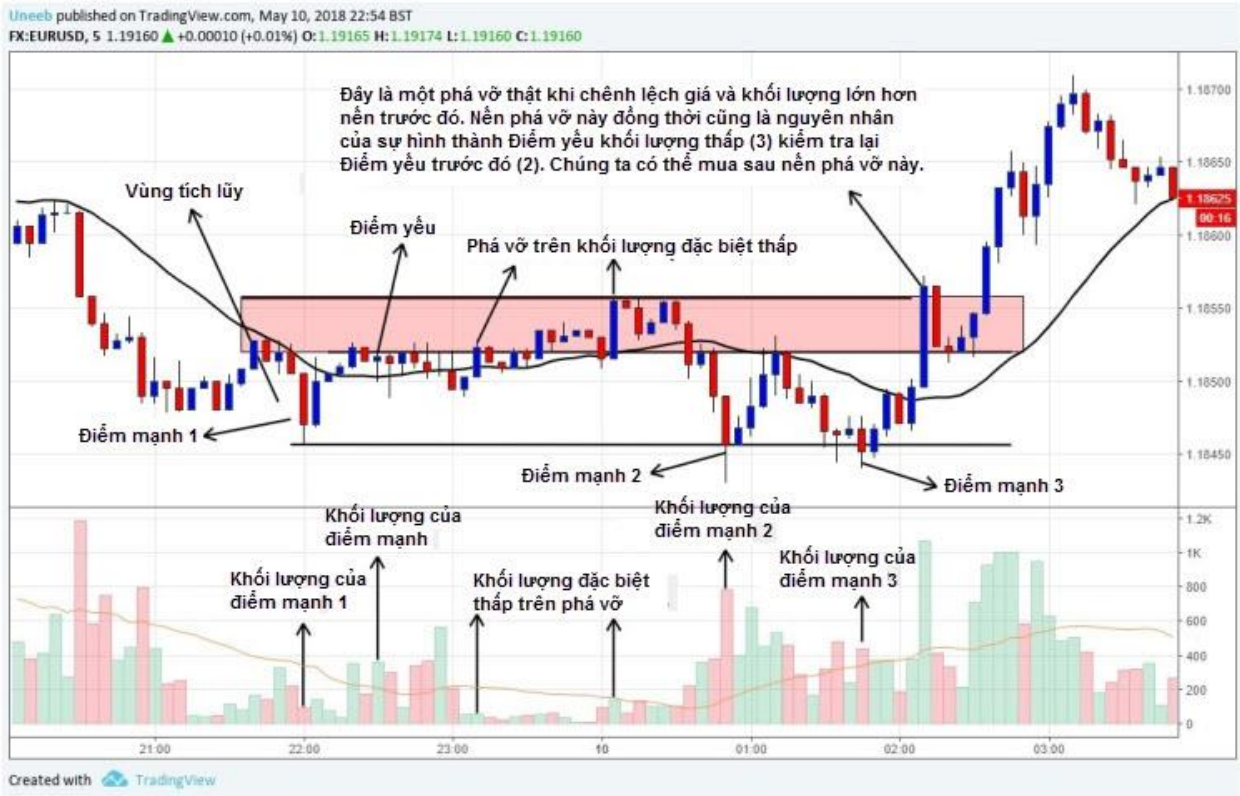 Uneeb published on TradingView.com, May 10, 2018 22:54 BST
FX:EURUSD, 5 1.19160 ▲ +0.00010 (+0.01%) O:1.19165 H:1.19174 L:1.19160 C:1.19160
Đây là một phá vỡ thật khi chênh lệch giá và khối lượng lớn hơn
nến trước đó. Nến phá vỡ này đồng thời cũng là nguyên nhân
của sự hình thành Điểm yếu khối lượng thấp (3) kiểm tra lại
Điểm yếu trước đó (2). Chúng ta có thể mua sau nến phá vỡ này.
Vùng tích lũy
Điểm yếu
Phá vỡ trên khối lượng đặc biệt thấp
Điểm mạnh 1
Điểm mạnh 2
Điểm mạnh 3
1.18700
1.18650
1.18625
00:16
1.18600
1.18550
1.18500
1.18450
Khối lượng của
điểm mạnh 1
Khối lượng của
điểm mạnh
Khối lượng đặc biệt
thấp trên phá vỡ
Khối lượng của
điểm mạnh 2
Khối lượng của
điểm mạnh 3
1.2K
1K
800
600
400
200
0
21:00
22:00
23:00
10
01:00
02:00
03:00
Created with TradingView